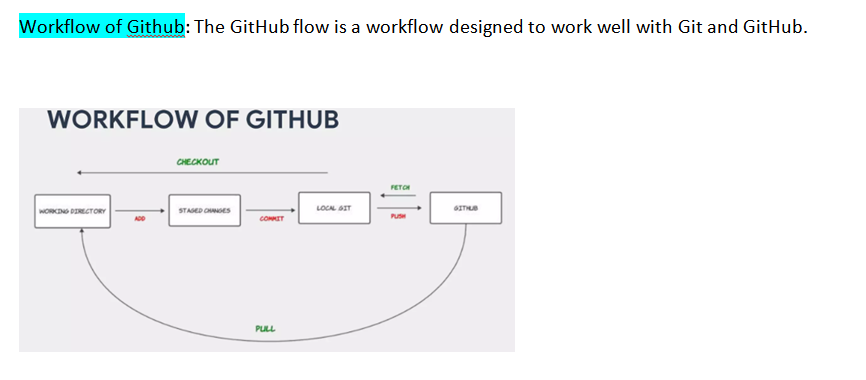 Workflow of Github: The GitHub flow is a workflow designed to work well with Git and GitHub.
WORKFLOW OF GITHUB
CHECKOUT
FETCH
WORKING DIRECTORY
STAGED CHANGES
LOCAL GIT
GITHUB
ADD
COMMIT
PUSH
PULL